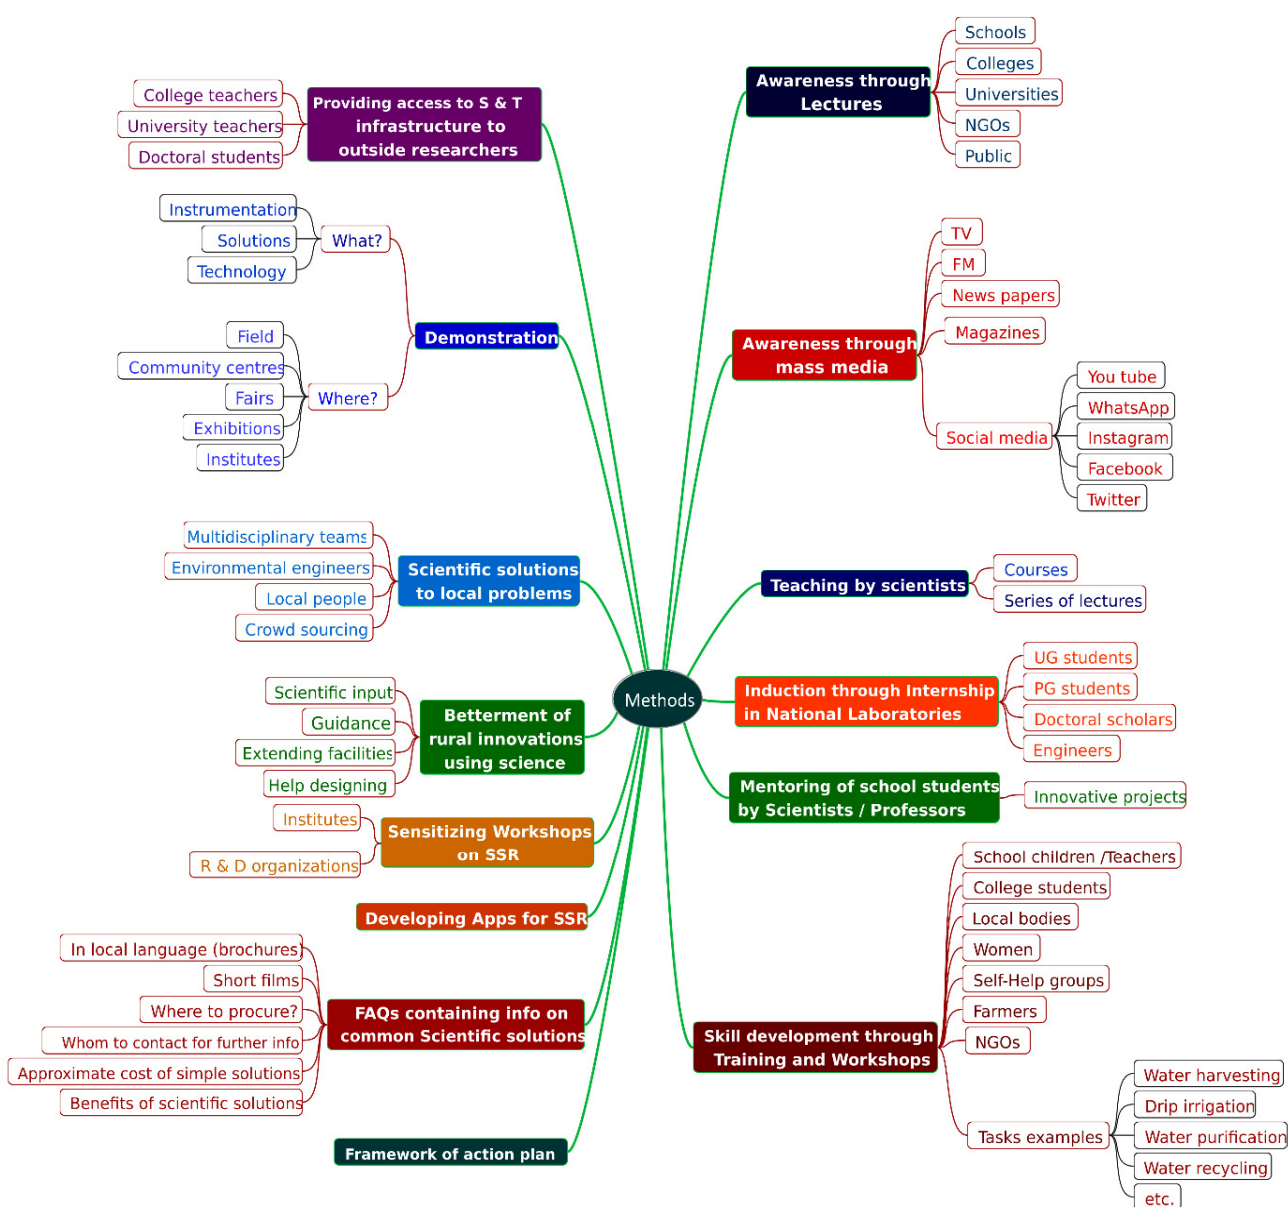 Methods
Awareness through
Lectures
Schools
Colleges
Universities
NGOs
Public
Awareness through
mass media
TV
FM
News papers
Magazines
Social media
You tube
WhatsApp
Instagram
Facebook
Twitter
Teaching by scientists
Courses
Series of lectures
Induction through Internship
in National Laboratories
UG students
PG students
Doctoral scholars
Engineers
Mentoring of school students
by Scientists / Professors
Innovative projects
Skill development through
Training and Workshops
School children /Teachers
College students
Local bodies
Women
Self-Help groups
Farmers
NGOs
Tasks examples
Water harvesting
Drip irrigation
Water purification
Water recycling
etc.
Providing access to S & T
infrastructure to
outside researchers
College teachers
University teachers
Doctoral students
Demonstration
What?
Instrumentation
Solutions
Technology
Where?
Field
Community centres
Fairs
Exhibitions
Institutes
Scientific solutions
to local problems
Multidisciplinary teams
Environmental engineers
Local people
Crowd sourcing
Betterment of
rural innovations
using science
Scientific input
Guidance
Extending facilities
Help designing
Sensitizing Workshops
on SSR
Institutes
R & D organizations
Developing Apps for SSR
FAQs containing info on
common Scientific solutions
In local language (brochures)
Short films
Where to procure?
Whom to contact for further info
Approximate cost of simple solutions
Benefits of scientific solutions
Framework of action plan